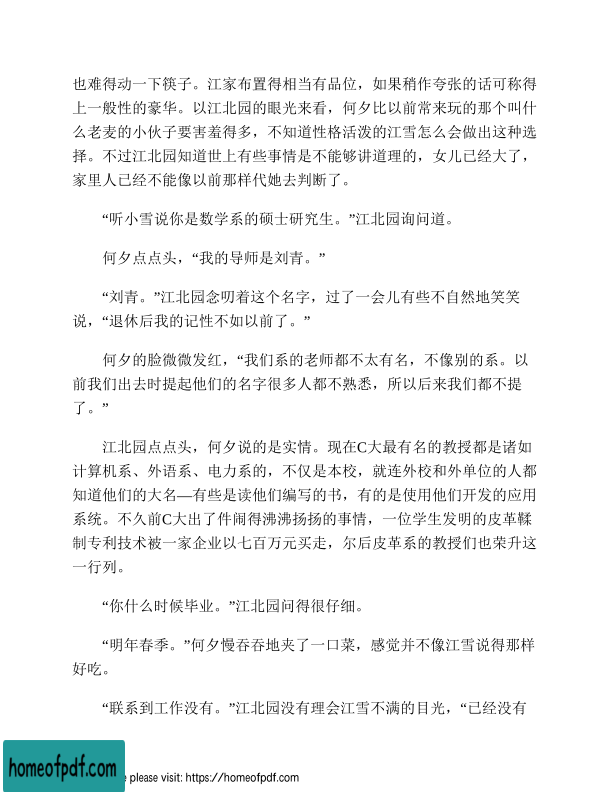 也难得动一下筷子。江家布置得相当有品位，如果稍作夸张的话可称得
上一般性的豪华。以江北园的眼光来看，何夕比以前常来玩的那个叫什
么老麦的小伙子要害羞得多，不知道性格活泼的江雪怎么会做出这种选
择。不过江北园知道世上有些事情是不能够讲道理的，女儿已经大了，
家里人已经不能像以前那样代她去判断了。
“听小雪说你是数学系的硕士研究生。”江北园询问道。
何夕点点头，“我的导师是刘青。”
“刘青。”江北园念叨着这个名字，过了一会儿有些不自然地笑笑
说，“退休后我的记性不如以前了。”
何夕的脸微微发红，“我们系的老师都不太有名，不像别的系。以
前我们出去时提起他们的名字很多人都不熟悉，所以后来我们都不提
了。”
江北园点点头，何夕说的是实情。现在C大最有名的教授都是诸如
计算机系、外语系、电力系的，不仅是本校，就连外校和外单位的人都
知道他们的大名—有些是读他们编写的书，有的是使用他们开发的应用
系统。不久前C大出了件闹得沸沸扬扬的事情，一位学生发明的皮革鞣
制专利技术被一家企业以七百万元买走，尔后皮革系的教授们也荣升这
一行列。
“你什么时候毕业。”江北园问得很仔细。
“明年春季。”何夕慢吞吞地夹了一口菜，感觉并不像江雪说得那样
好吃。
“联系到工作没有。”江北园没有理会江雪不满的目光，“已经没有
homeofpdf.com
e please visit: https://homeofpdf.com